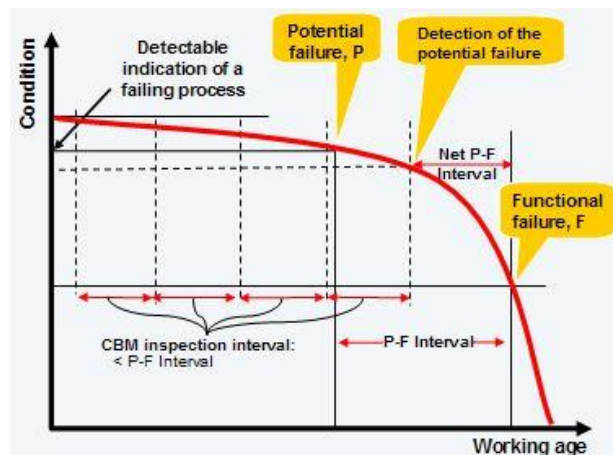 Condition
Detectable
indication of a
failing process
Potential
failure, P
Detection of the
potential failure
Net P-F
Interval
Functional
failure, F
CBM inspection interval:
< P-F Interval
P-F Interval
Working age